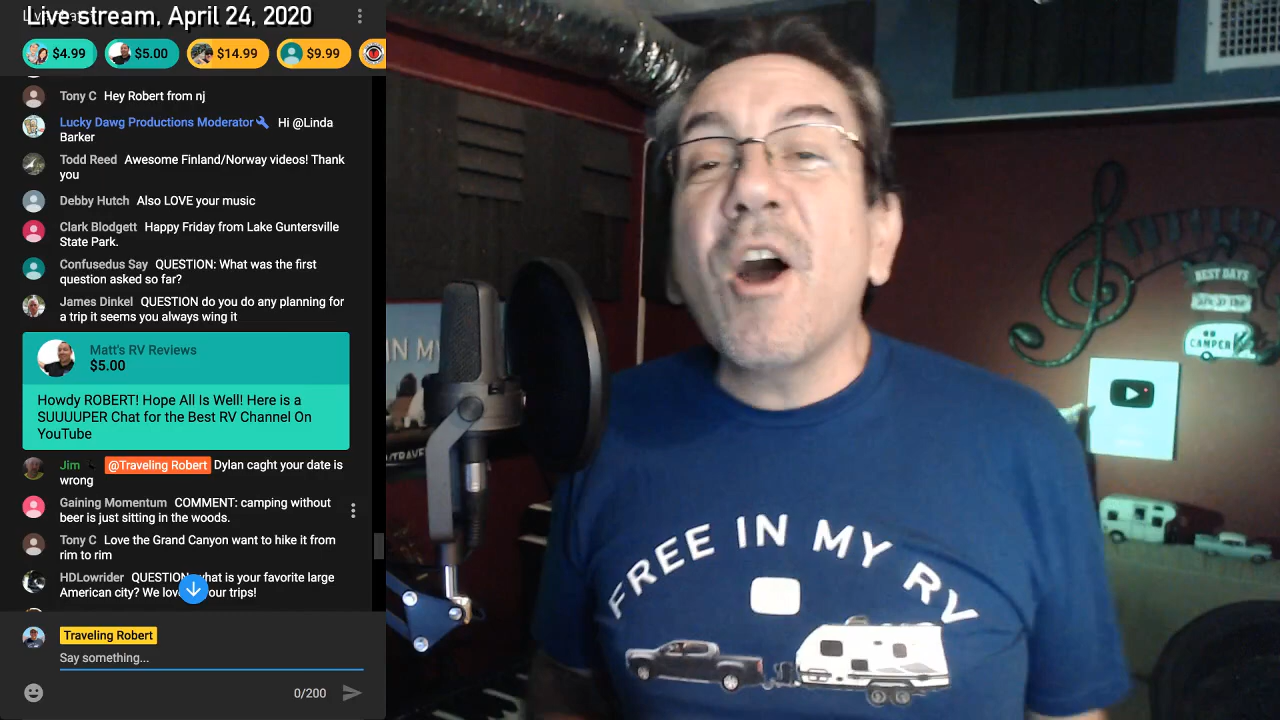 Live stream, April 24, 2020
$4.99
$5.00
$14.99
$9.99
Tony C Hey Robert from nj
Lucky Dawg Productions Moderator Hi @Linda
Barker
Todd Reed Awesome Finland/Norway videos! Thank
you
Debby Hutch Also LOVE your music
Clark Blodgett Happy Friday from Lake Guntersville
State Park.
Confusedus Say QUESTION: What was the first
question asked so far?
James Dinkel QUESTION do you do any planning for
a trip it seems you always wing it
Matt's RV Reviews
$5.00
Howdy ROBERT! Hope All Is Well! Here is a
SUUUUPER Chat for the Best RV Channel On
YouTube
Jim @Traveling Robert Dylan caght your date is
wrong
Gaining Momentum COMMENT: camping without
beer is just sitting in the woods.
Tony C Love the Grand Canyon want to hike it from
rim to rim
HDLowrider QUESTION what is your favorite large
American city? We love our trips!
Traveling Robert
Say something...
0/200
IN MY
BEST DAYS
CAMPER
FREE IN MY RV